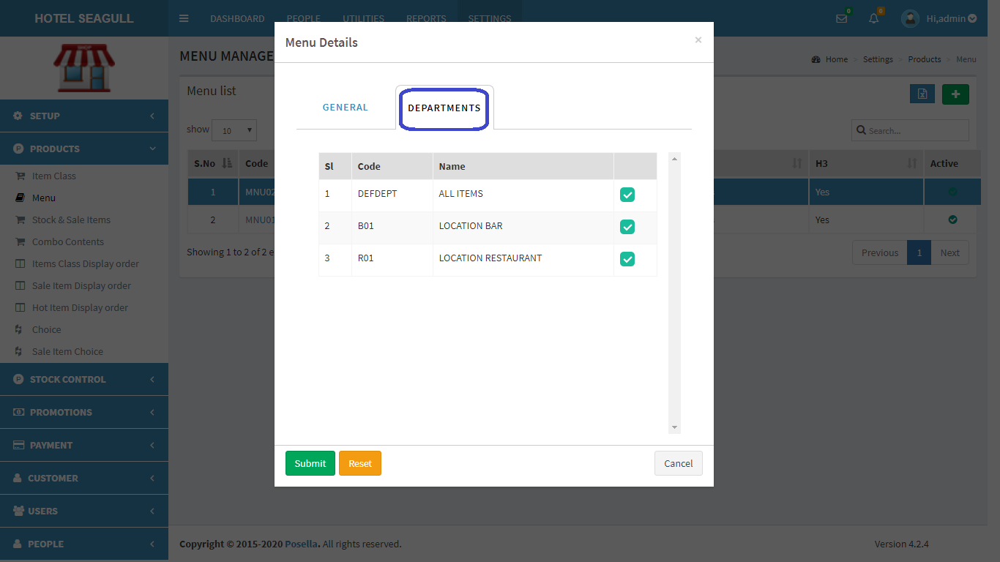 HOTEL SEAGULL
DASHBOARD PEOPLE UTILITIES REPORTS SETTINGS
0 0 Hi,admin
SHOP
SETUP
PRODUCTS
Item Class
Menu
Stock & Sale Items
Combo Contents
Items Class Display order
Sale Item Display order
Hot Item Display order
Choice
Sale Item Choice
STOCK CONTROL
PROMOTIONS
PAYMENT
CUSTOMER
USERS
PEOPLE
MENU MANAGE
Home > Settings > Products > Menu
Menu list
show 10
Search...
S.No Code H3 Active
1 MNU02 Yes
2 MNU01 Yes
Showing 1 to 2 of 2 e
Previous 1 Next
Menu Details
×
GENERAL DEPARTMENTS
Sl Code Name
1 DEFDEPT ALL ITEMS
2 B01 LOCATION BAR
3 R01 LOCATION RESTAURANT
Submit Reset Cancel
Copyright © 2015-2020 Posella. All rights reserved.
Version 4.2.4